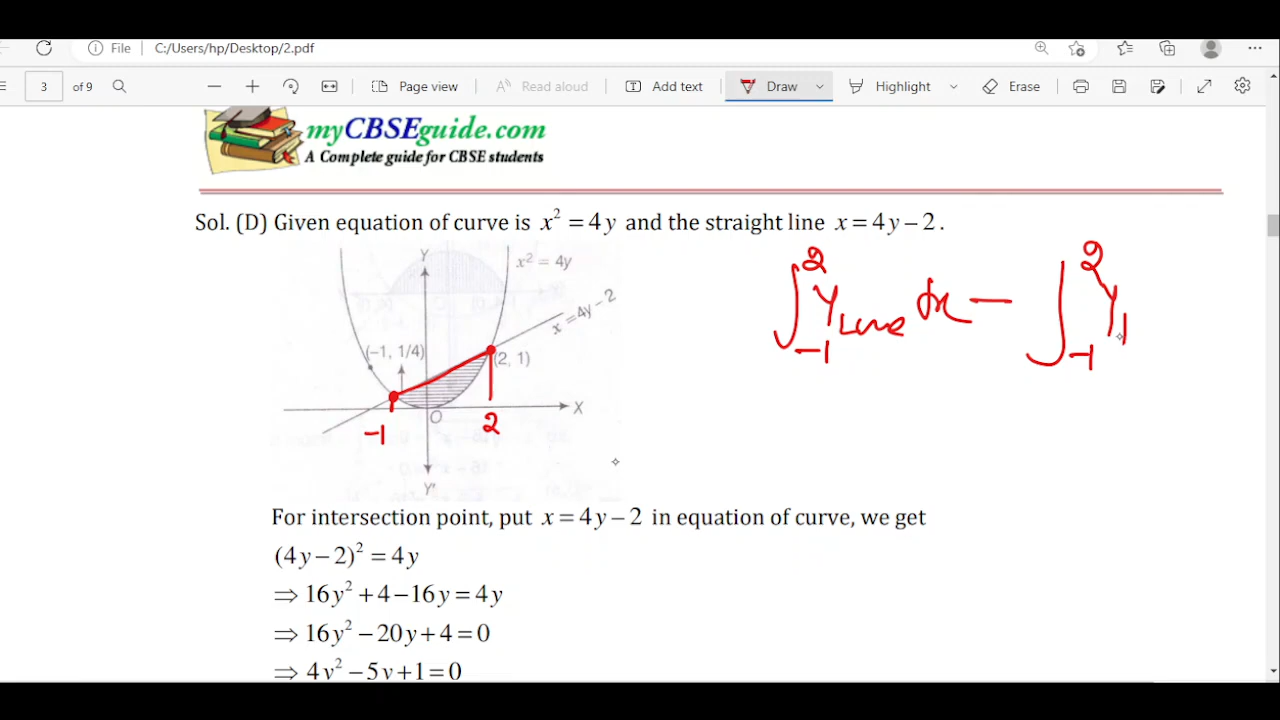 File C:/Users/hp/Desktop/2.pdf
3 of 9 Page view Read aloud Add text Draw Highlight Erase
myCBSEguide.com
A Complete guide for CBSE students
Sol. (D) Given equation of curve is x² = 4y and the straight line x = 4y – 2.
Y
x² = 4y
x = 4y – 2
(–1, 1/4)
(2, 1)
O
X
-1
2
Y'
∫₋₁² y_Line dx – ∫₋₁² y
For intersection point, put x = 4y – 2 in equation of curve, we get
(4y – 2)² = 4y
⇒ 16y² + 4 – 16y = 4y
⇒ 16y² – 20y + 4 = 0
⇒ 4y² – 5y + 1 = 0